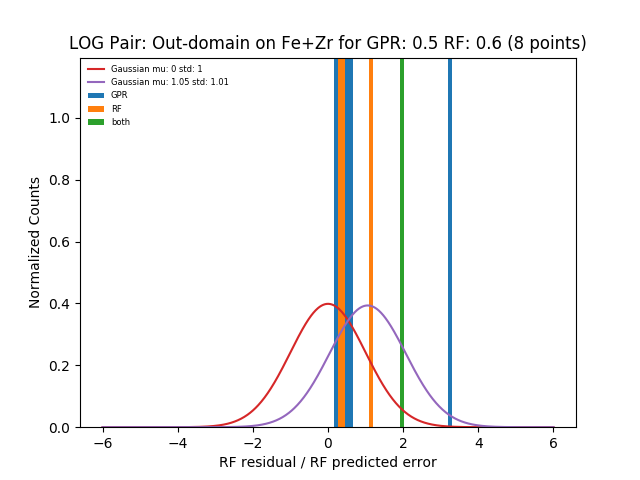 LOG Pair: Out-domain on Fe+Zr for GPR: 0.5 RF: 0.6 (8 points)
Gaussian mu: 0 std: 1
Gaussian mu: 1.05 std: 1.01
GPR
RF
both
1.0
0.8
0.6
0.4
0.2
0.0
Normalized Counts
−6
−4
−2
0
2
4
6
RF residual / RF predicted error